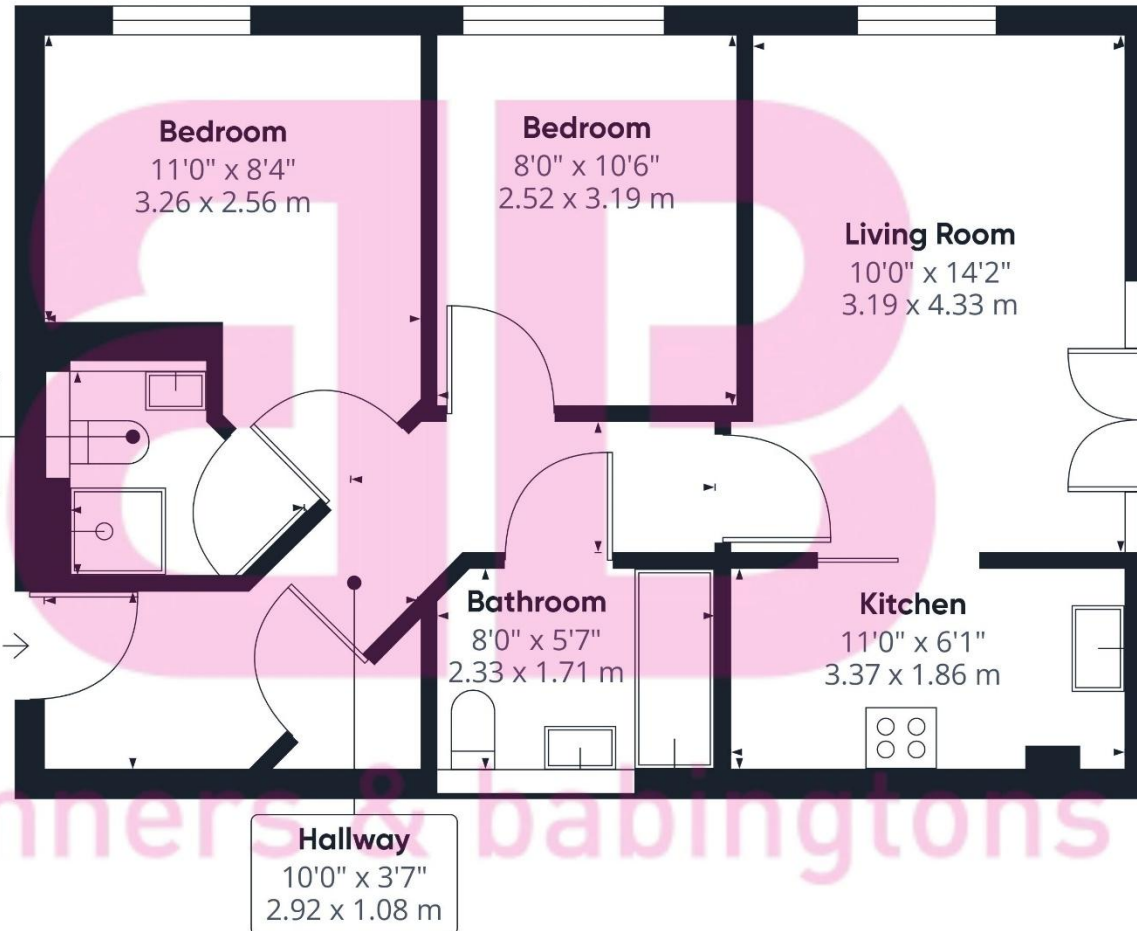 Bedroom
11'0" x 8'4"
3.26 x 2.56 m
Bedroom
8'0" x 10'6"
2.52 x 3.19 m
Living Room
10'0" x 14'2"
3.19 x 4.33 m
Bathroom
8'0" x 5'7"
2.33 x 1.71 m
Kitchen
11'0" x 6'1"
3.37 x 1.86 m
nners & babingtons
Hallway
10'0" x 3'7"
2.92 x 1.08 m